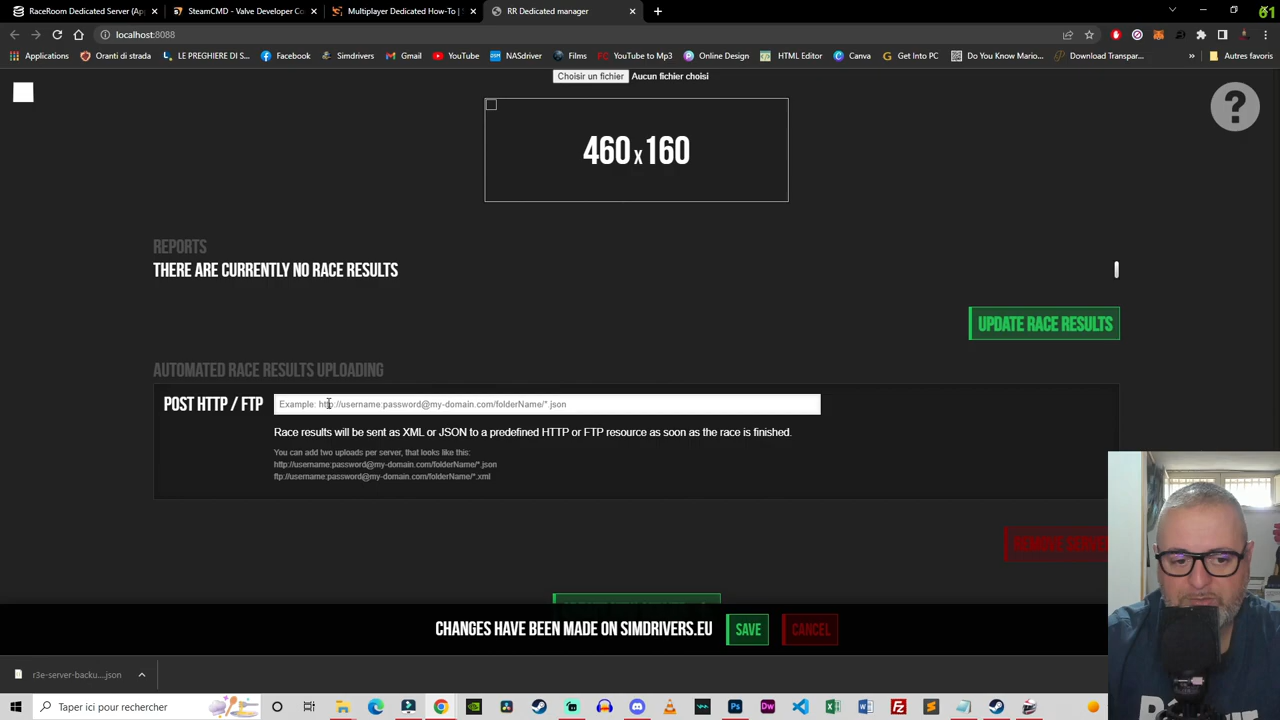 RaceRoom Dedicated Server (Ap
SteamCMD - Valve Developer Com
Multiplayer Dedicated How-To | S
RR Dedicated manager
61
localhost:8088
Applications
Oranti di strada
LE PREGHIERE DI S...
Facebook
Simdrivers
Gmail
Corsi
UDEMY
NASdriver
Films
YouTube to Mp3
Online Design
HTML Editor
Canva
Get Into PC
Do You Know Mario...
Download Transpar...
Autres favoris
Choisir un fichier Aucun fichier choisi
460 x 160
?
REPORTS
THERE ARE CURRENTLY NO RACE RESULTS
UPDATE RACE RESULTS
AUTOMATED RACE RESULTS UPLOADING
POST HTTP / FTP
Example: http://username:password@my-domain.com/folderName/*.json
Race results will be sent as XML or JSON to a predefined HTTP or FTP resource as soon as the race is finished.
You can add two uploads per server, that looks like this:
http://username:password@my-domain.com/folderName/*.json
ftp://username:password@my-domain.com/folderName/*.xml
CHANGES HAVE BEEN MADE ON SIMDRIVERS.EU
SAVE
CANCEL
r3e-server-backu....json
Taper ici pour rechercher